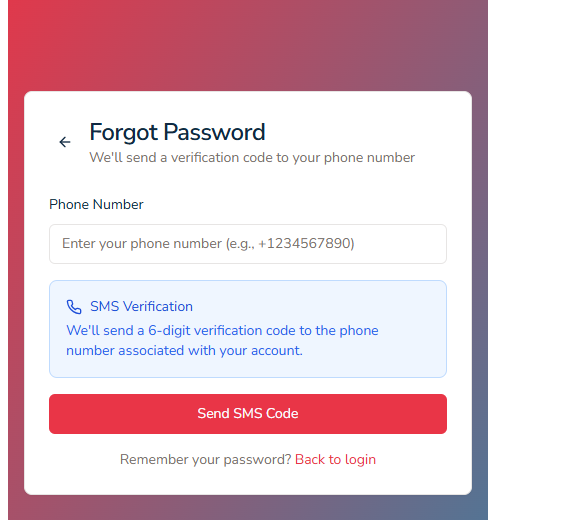 Forgot Password
We'll send a verification code to your phone number
Phone Number
Enter your phone number (e.g., +1234567890)
SMS Verification
We'll send a 6-digit verification code to the phone
number associated with your account.
Send SMS Code
Remember your password? Back to login